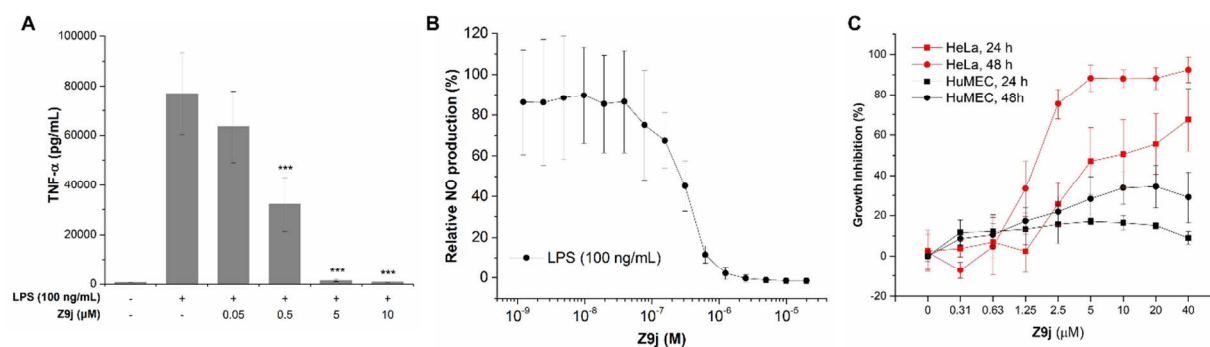 A
100000
80000
60000
40000
20000
0
TNF-α (pg/mL)
***
***
***
LPS (100 ng/mL) - + + + + +
Z9j (μM) - - 0.05 0.5 5 10
B
100
80
60
40
20
0
Relative NO production (%)
LPS (100 ng/mL)
10⁻⁹ 10⁻⁸ 10⁻⁷ 10⁻⁶ 10⁻⁵
Z9j (M)
C
100
80
60
40
20
0
-20
Growth Inhibition (%)
HeLa, 24 h
HeLa, 48 h
HuMEC, 24 h
HuMEC, 48h
0 0.31 0.63 1.25 2.5 5 10 20 40
Z9j (μM)